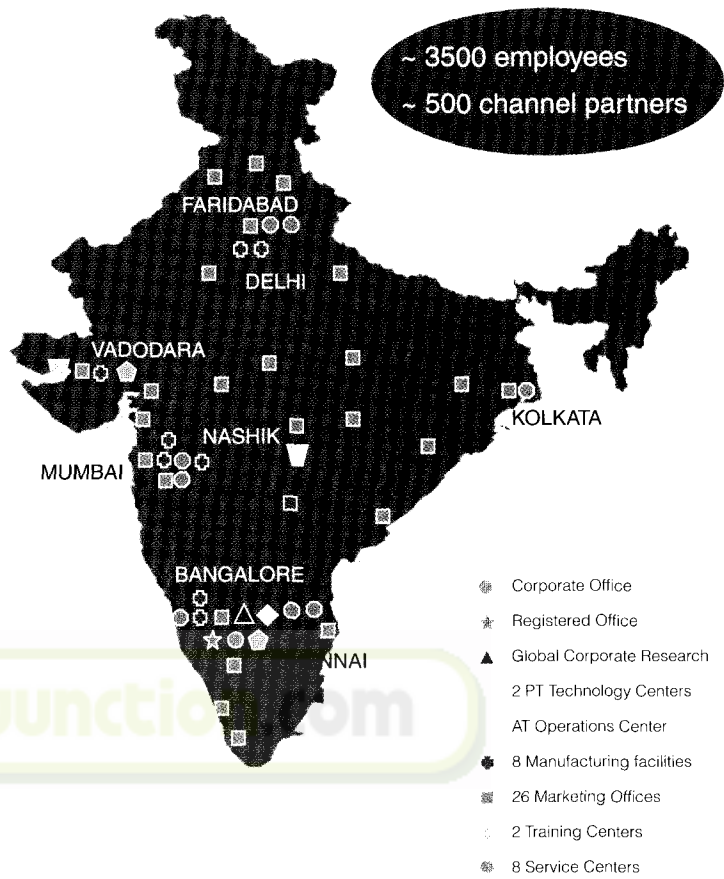 ~ 3500 employees
~ 500 channel partners
FARIDABAD
DELHI
VADODARA
KOLKATA
NASHIK
MUMBAI
BANGALORE
NNAI
Corporate Office
Registered Office
Global Corporate Research
2 PT Technology Centers
AT Operations Center
8 Manufacturing facilities
26 Marketing Offices
2 Training Centers
8 Service Centers
junction.com